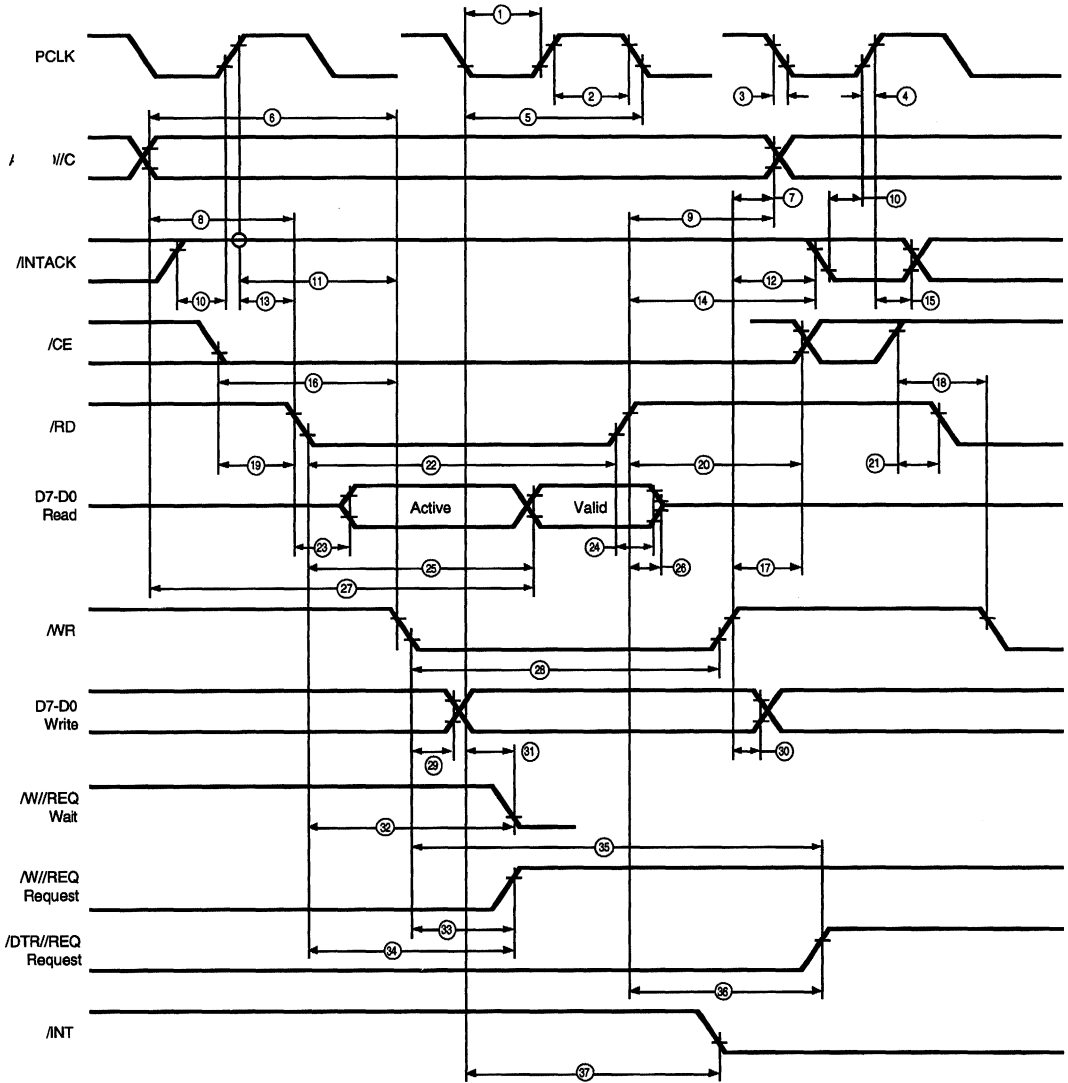 1
PCLK
3
2
4
6
5
//C
8
9
7
10
/INTACK
11
12
10
13
14
15
/CE
16
18
/RD
19
22
20
21
D7-D0
Read
Active
Valid
23
24
25
26
17
27
/WR
28
D7-D0
Write
29
31
30
/W//REQ
Wait
32
35
/W//REQ
Request
33
34
/DTR//REQ
Request
36
/INT
37